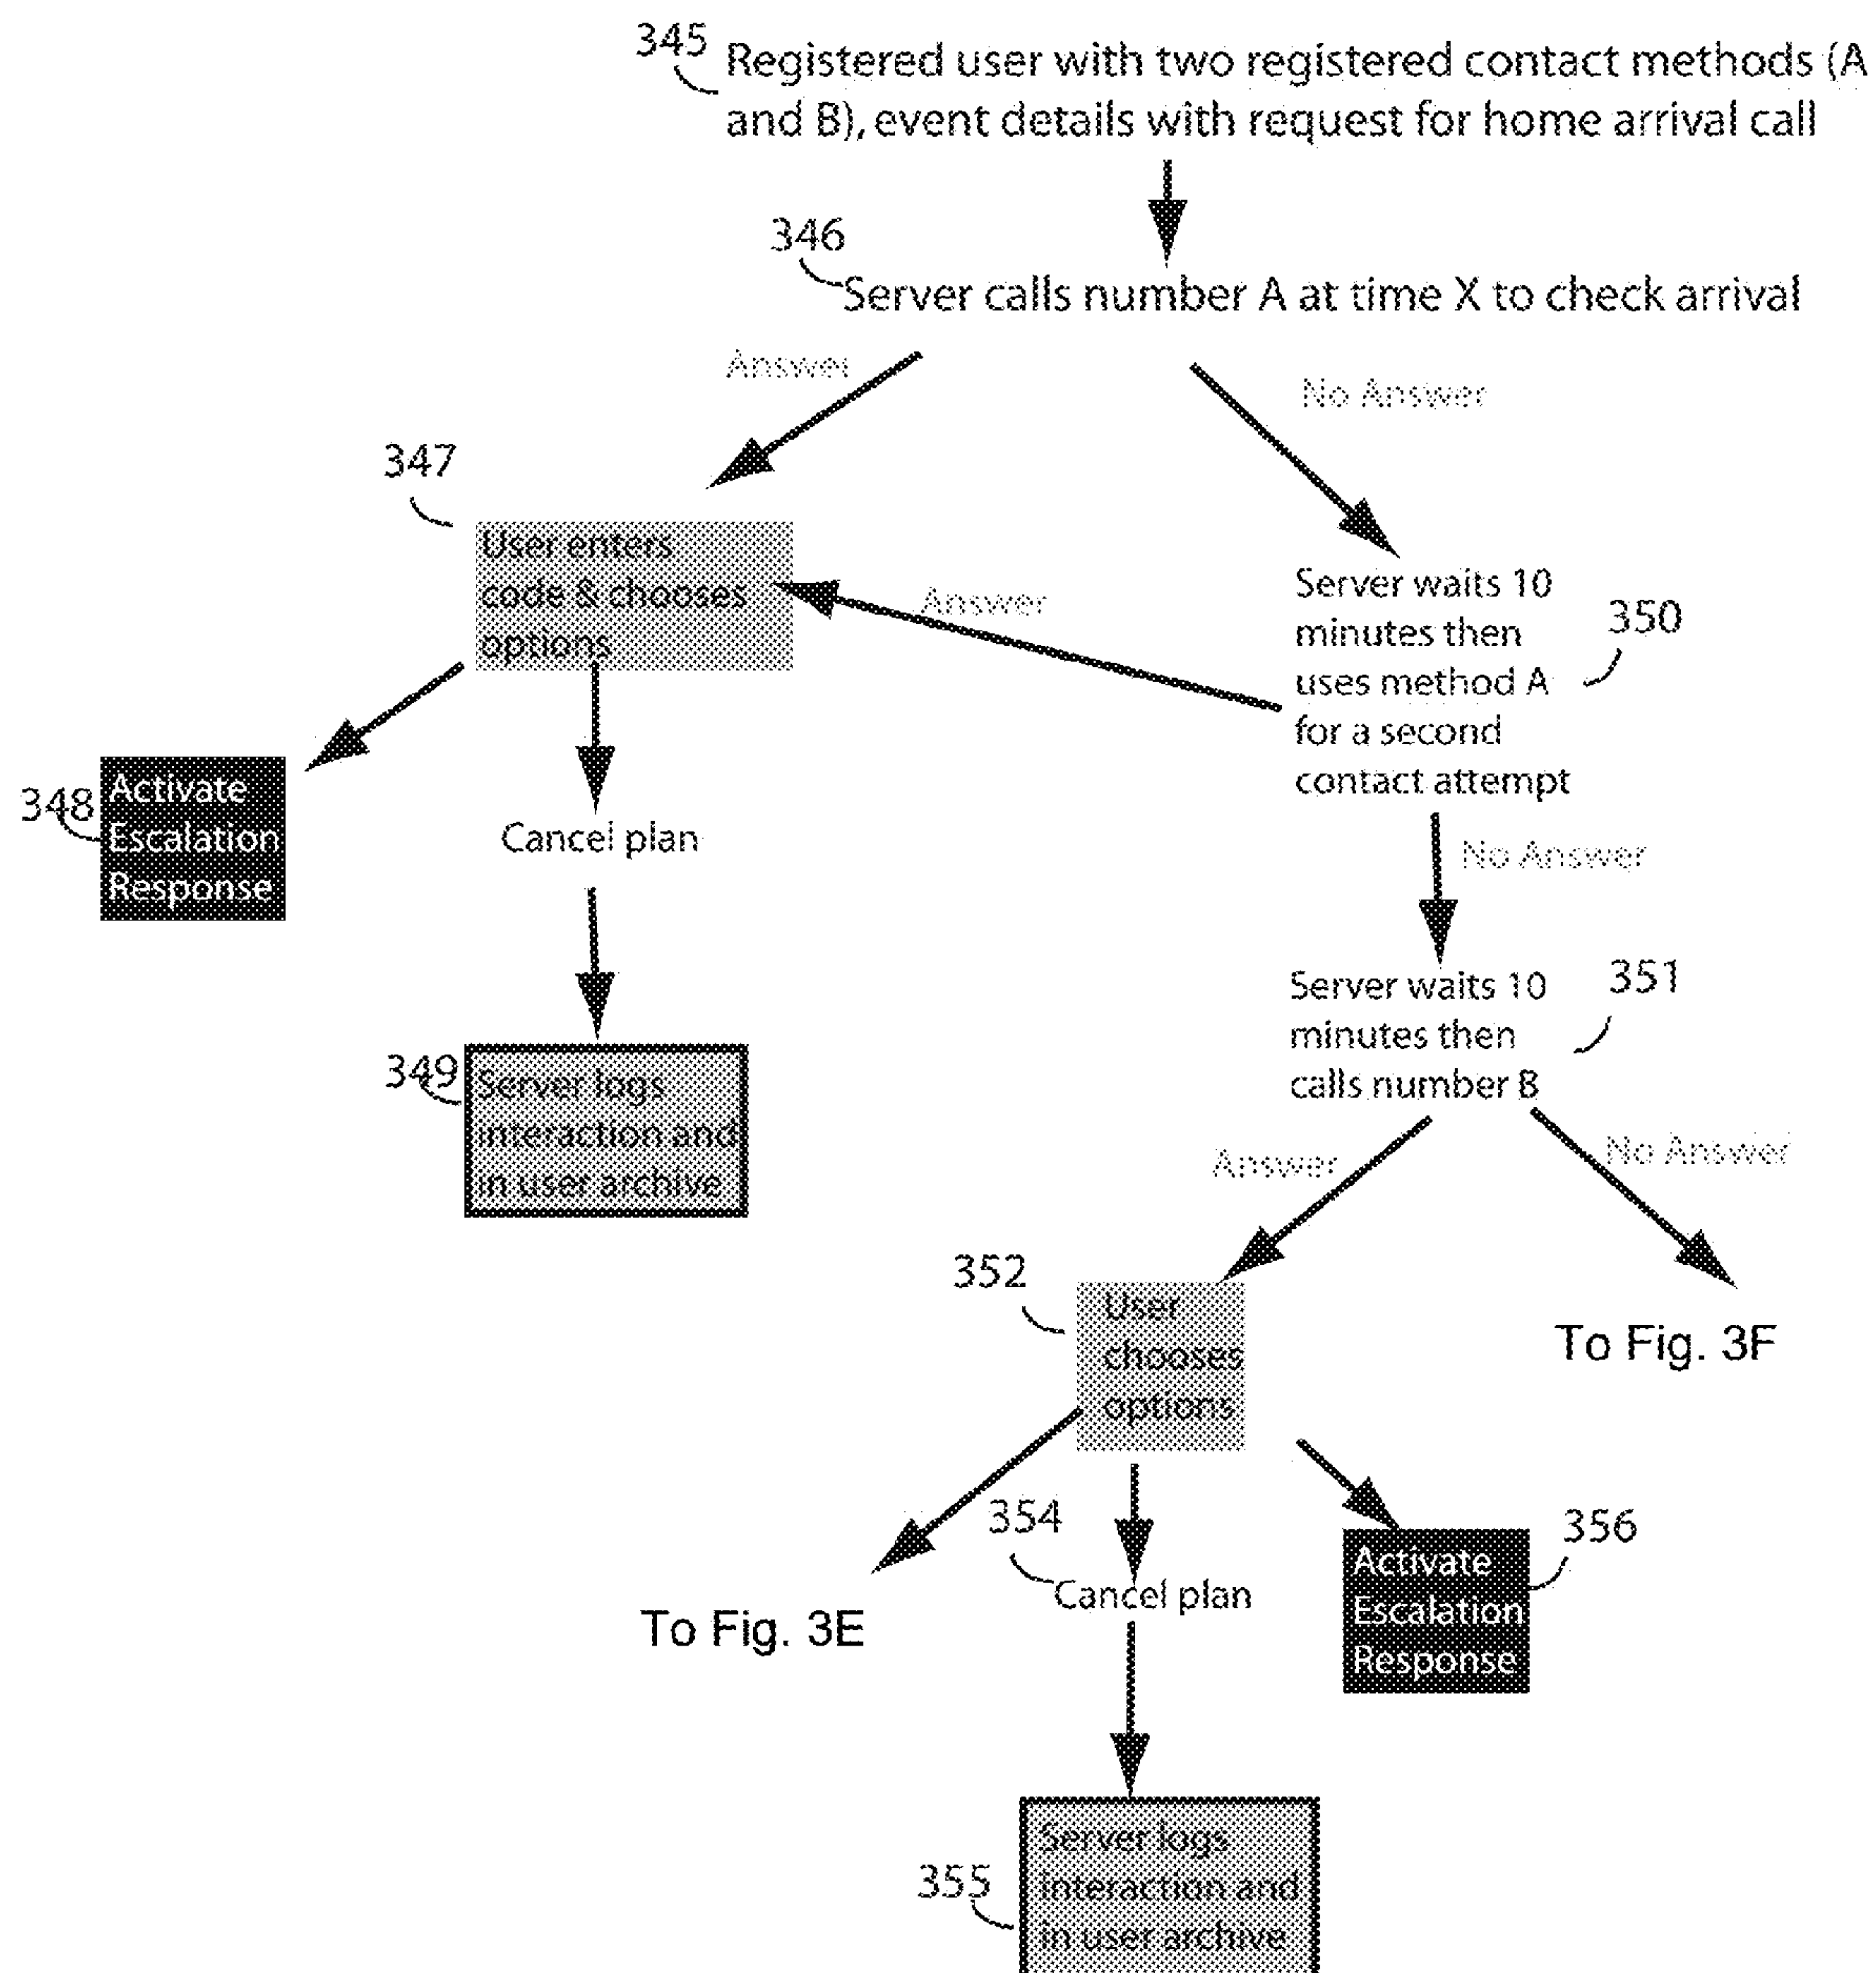 345
Registered user with two registered contact methods (A
and B), event details with request for home arrival call
346
Server calls number A at time X to check arrival
Answer
No Answer
347
User enters
code & chooses
options
Answer
Server waits 10
minutes then
uses method A
for a second
contact attempt
350
348
Activate
Escalation
Response
Cancel plan
No Answer
349
Server logs
interaction and
in user archive
Server waits 10
minutes then
calls number B
351
Answer
No Answer
352
User
chooses
options
To Fig. 3F
To Fig. 3E
354
Cancel plan
356
Activate
Escalation
Response
355
Server logs
interaction and
in user archive